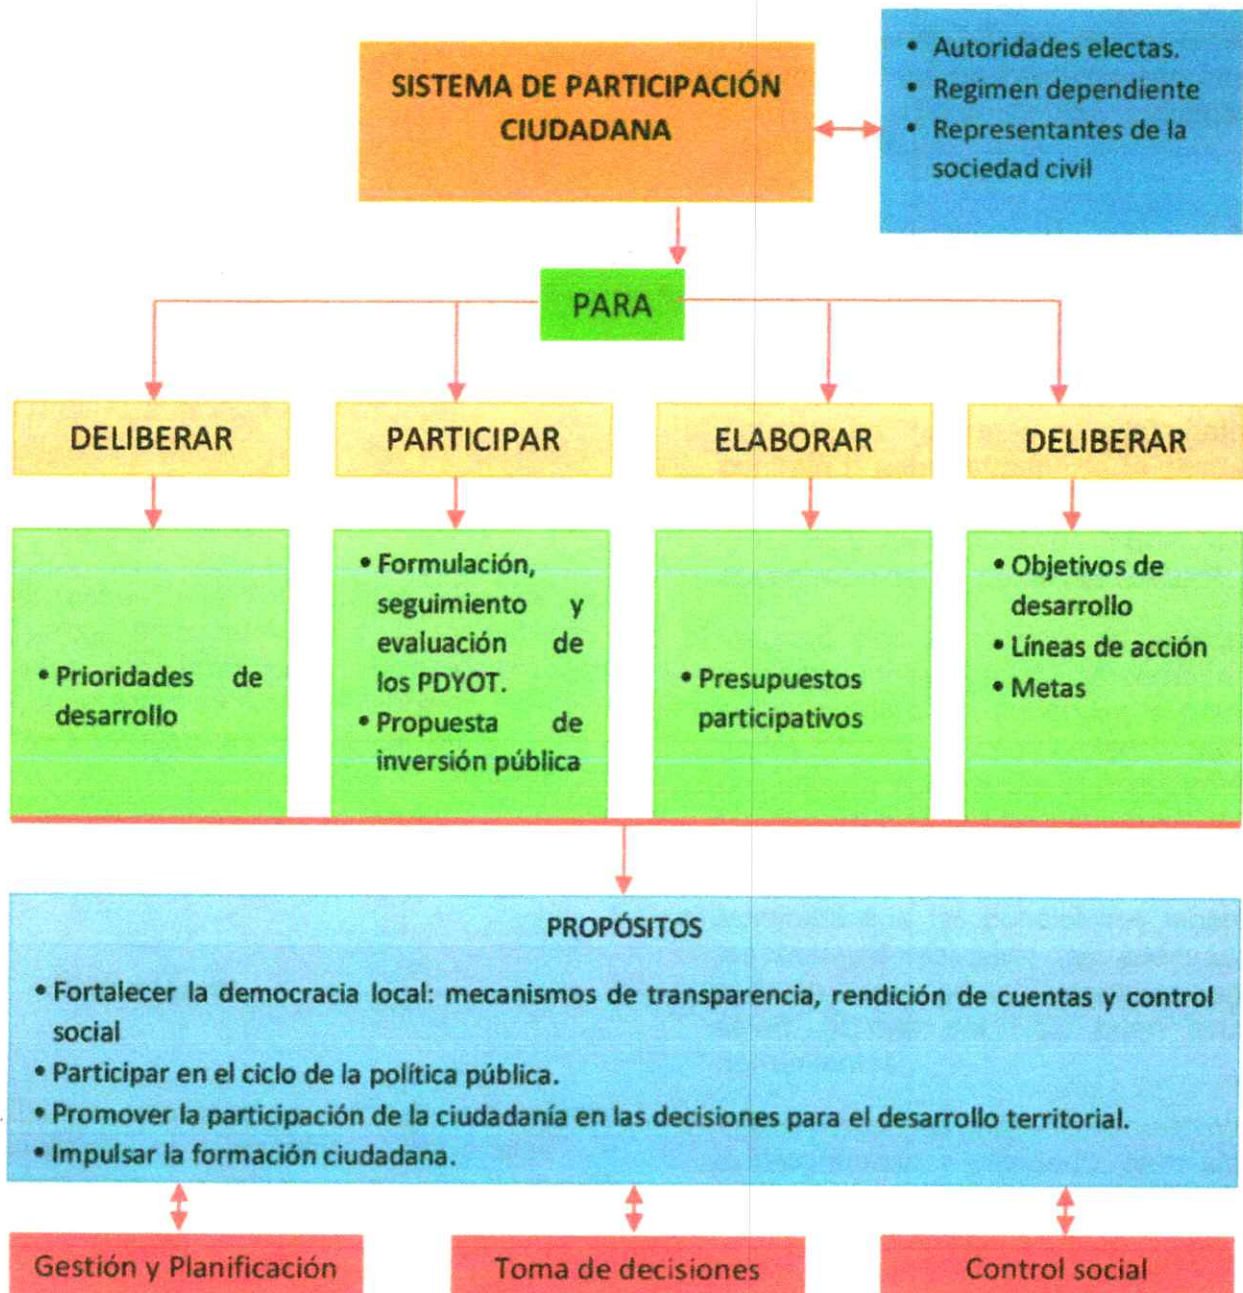 SISTEMA DE PARTICIPACIÓN
CIUDADANA
• Autoridades electas.
• Regimen dependiente
• Representantes de la
sociedad civil
PARA
DELIBERAR
PARTICIPAR
ELABORAR
DELIBERAR
• Prioridades de
desarrollo
• Formulación,
seguimiento y
evaluación de
los PDYOT.
• Propuesta de
inversión pública
• Presupuestos
participativos
• Objetivos de
desarrollo
• Líneas de acción
• Metas
PROPÓSITOS
• Fortalecer la democracia local: mecanismos de transparencia, rendición de cuentas y control
social
• Participar en el ciclo de la política pública.
• Promover la participación de la ciudadanía en las decisiones para el desarrollo territorial.
• Impulsar la formación ciudadana.
Gestión y Planificación
Toma de decisiones
Control social